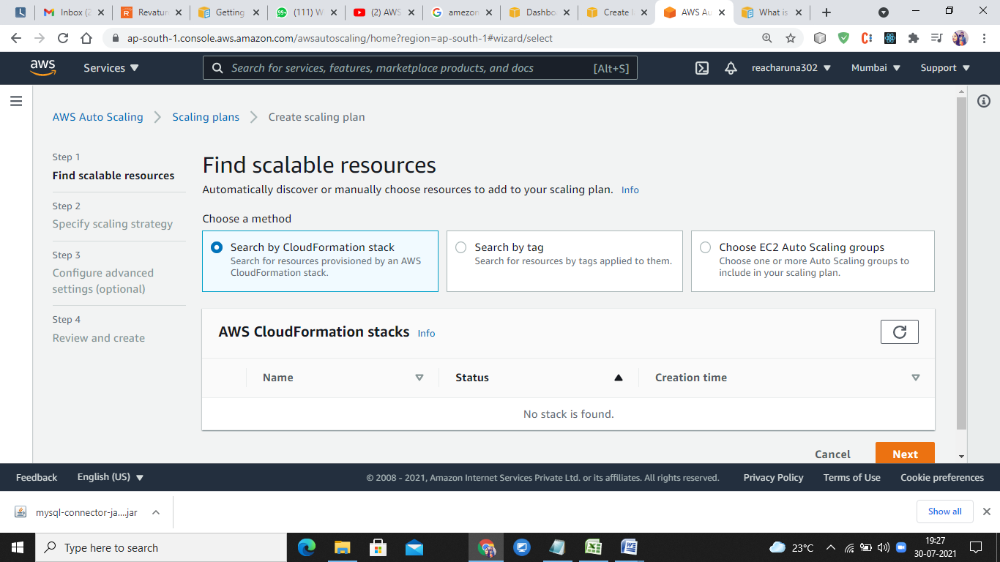 Inbox (2
Revatur
Getting
(111) W
(2) AWS
amezon
Dashbo
Create l
AWS Au
What is
ap-south-1.console.aws.amazon.com/awsautoscaling/home?region=ap-south-1#wizard/select
aws
Services
Search for services, features, marketplace products, and docs
[Alt+S]
reacharuna302
Mumbai
Support
AWS Auto Scaling
Scaling plans
Create scaling plan
Step 1
Find scalable resources
Step 2
Specify scaling strategy
Step 3
Configure advanced
settings (optional)
Step 4
Review and create
Find scalable resources
Automatically discover or manually choose resources to add to your scaling plan. Info
Choose a method
Search by CloudFormation stack
Search for resources provisioned by an AWS
CloudFormation stack.
Search by tag
Search for resources by tags applied to them.
Choose EC2 Auto Scaling groups
Choose one or more Auto Scaling groups to
include in your scaling plan.
AWS CloudFormation stacks Info
Name
Status
Creation time
No stack is found.
Cancel
Next
Feedback
English (US)
© 2008 - 2021, Amazon Internet Services Private Ltd. or its affiliates. All rights reserved.
Privacy Policy
Terms of Use
Cookie preferences
mysql-connector-ja....jar
Show all
Type here to search
23°C
19:27
30-07-2021